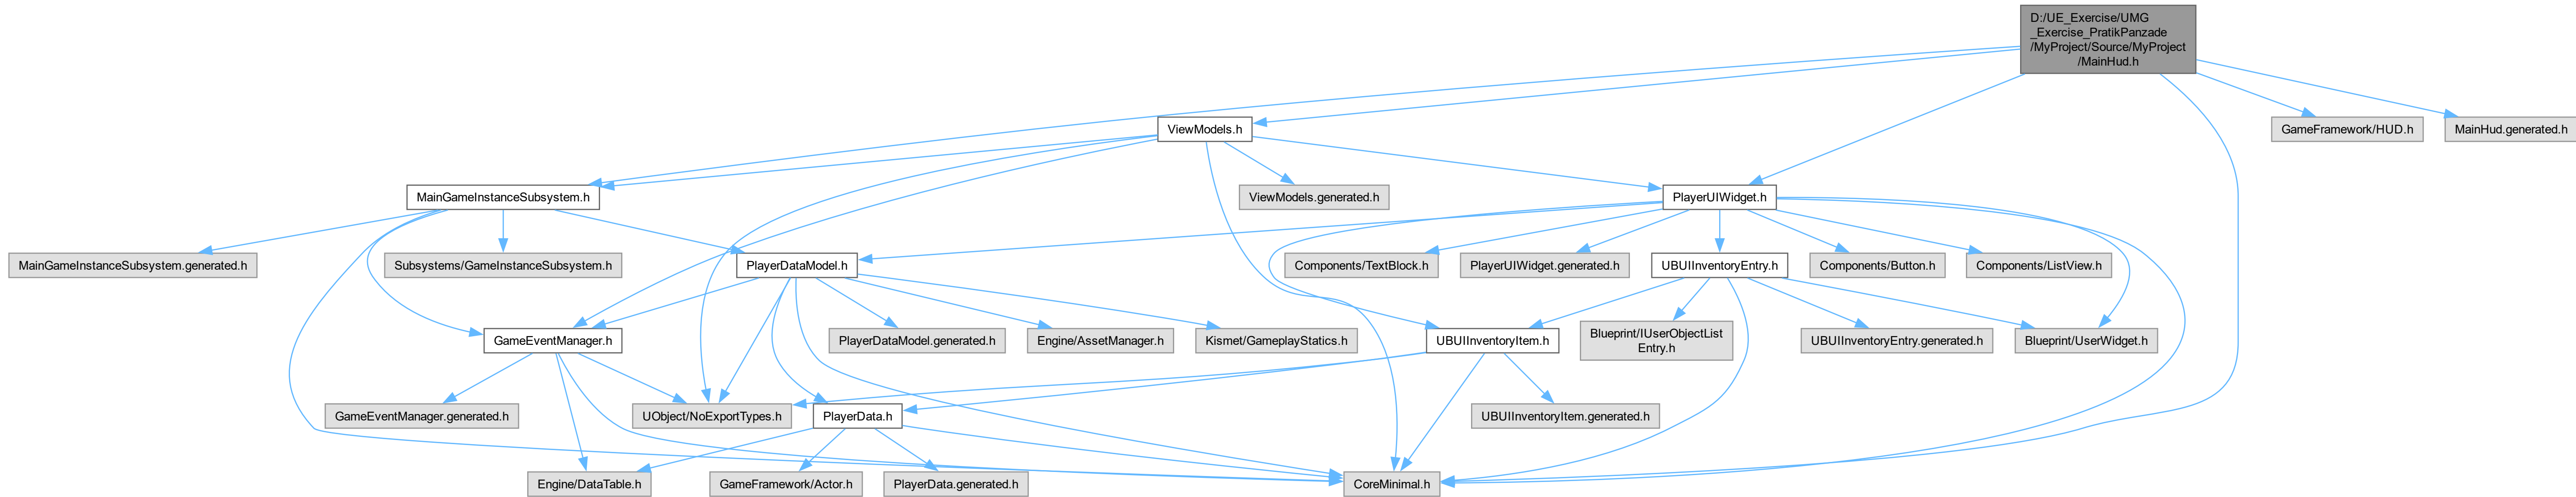 D:/UE_Exercise/UMG
_Exercise_PratikPanzade
/MyProject/Source/MyProject
/MainHud.h
ViewModels.h
GameFramework/HUD.h
MainHud.generated.h
MainGameInstanceSubsystem.h
ViewModels.generated.h
PlayerUIWidget.h
MainGameInstanceSubsystem.generated.h
Subsystems/GameInstanceSubsystem.h
PlayerDataModel.h
Components/TextBlock.h
PlayerUIWidget.generated.h
UBUIInventoryEntry.h
Components/Button.h
Components/ListView.h
GameEventManager.h
PlayerDataModel.generated.h
Engine/AssetManager.h
Kismet/GameplayStatics.h
UBUIInventoryItem.h
Blueprint/IUserObjectList
Entry.h
UBUIInventoryEntry.generated.h
Blueprint/UserWidget.h
GameEventManager.generated.h
UObject/NoExportTypes.h
PlayerData.h
UBUIInventoryItem.generated.h
Engine/DataTable.h
GameFramework/Actor.h
PlayerData.generated.h
CoreMinimal.h